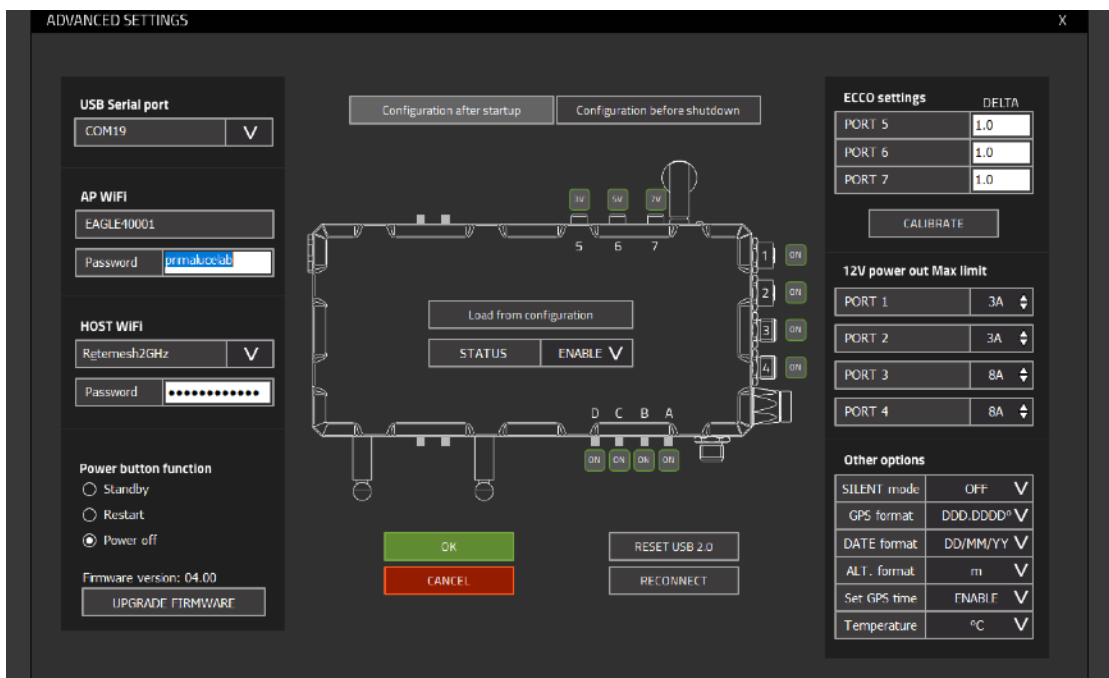 ADVANCED SETTINGS
X
USB Serial port
COM19
V
AP WiFi
EAGLE40001
Password
primalucelab
HOST WiFi
Retemesh2GHz
V
Password
●●●●●●●●●●●●
Power button function
Standby
Restart
Power off
Firmware version: 04.00
UPGRADE FIRMWARE
Configuration after startup
Configuration before shutdown
3V
5V
7V
5
6
7
1
ON
2
ON
3
ON
4
ON
Load from configuration
STATUS
ENABLE V
D C B A
ON ON ON ON
OK
CANCEL
RESET USB 2.0
RECONNECT
ECCO settings
DELTA
PORT 5
1.0
PORT 6
1.0
PORT 7
1.0
CALIBRATE
12V power out Max limit
PORT 1
3A
PORT 2
3A
PORT 3
8A
PORT 4
8A
Other options
SILENT mode
OFF V
GPS format
DDD.DDDDº V
DATE format
DD/MM/YY V
ALT. format
m V
Set GPS time
ENABLE V
Temperature
ºC V